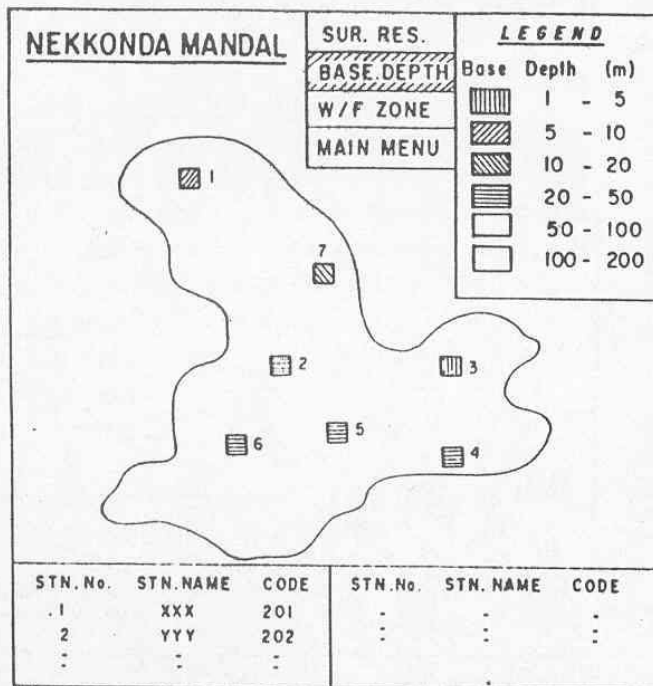 NEKKONDA MANDAL
SUR. RES.
BASE.DEPTH
W/F ZONE
MAIN MENU
LEGEND
Base Depth (m)
1 - 5
5 - 10
10 - 20
20 - 50
50 - 100
100 - 200
1
7
2
3
5
6
4
STN.No. STN.NAME CODE
.1 XXX 201
2 YYY 202
: : :
STN.No. STN.NAME CODE
- - -
: : :